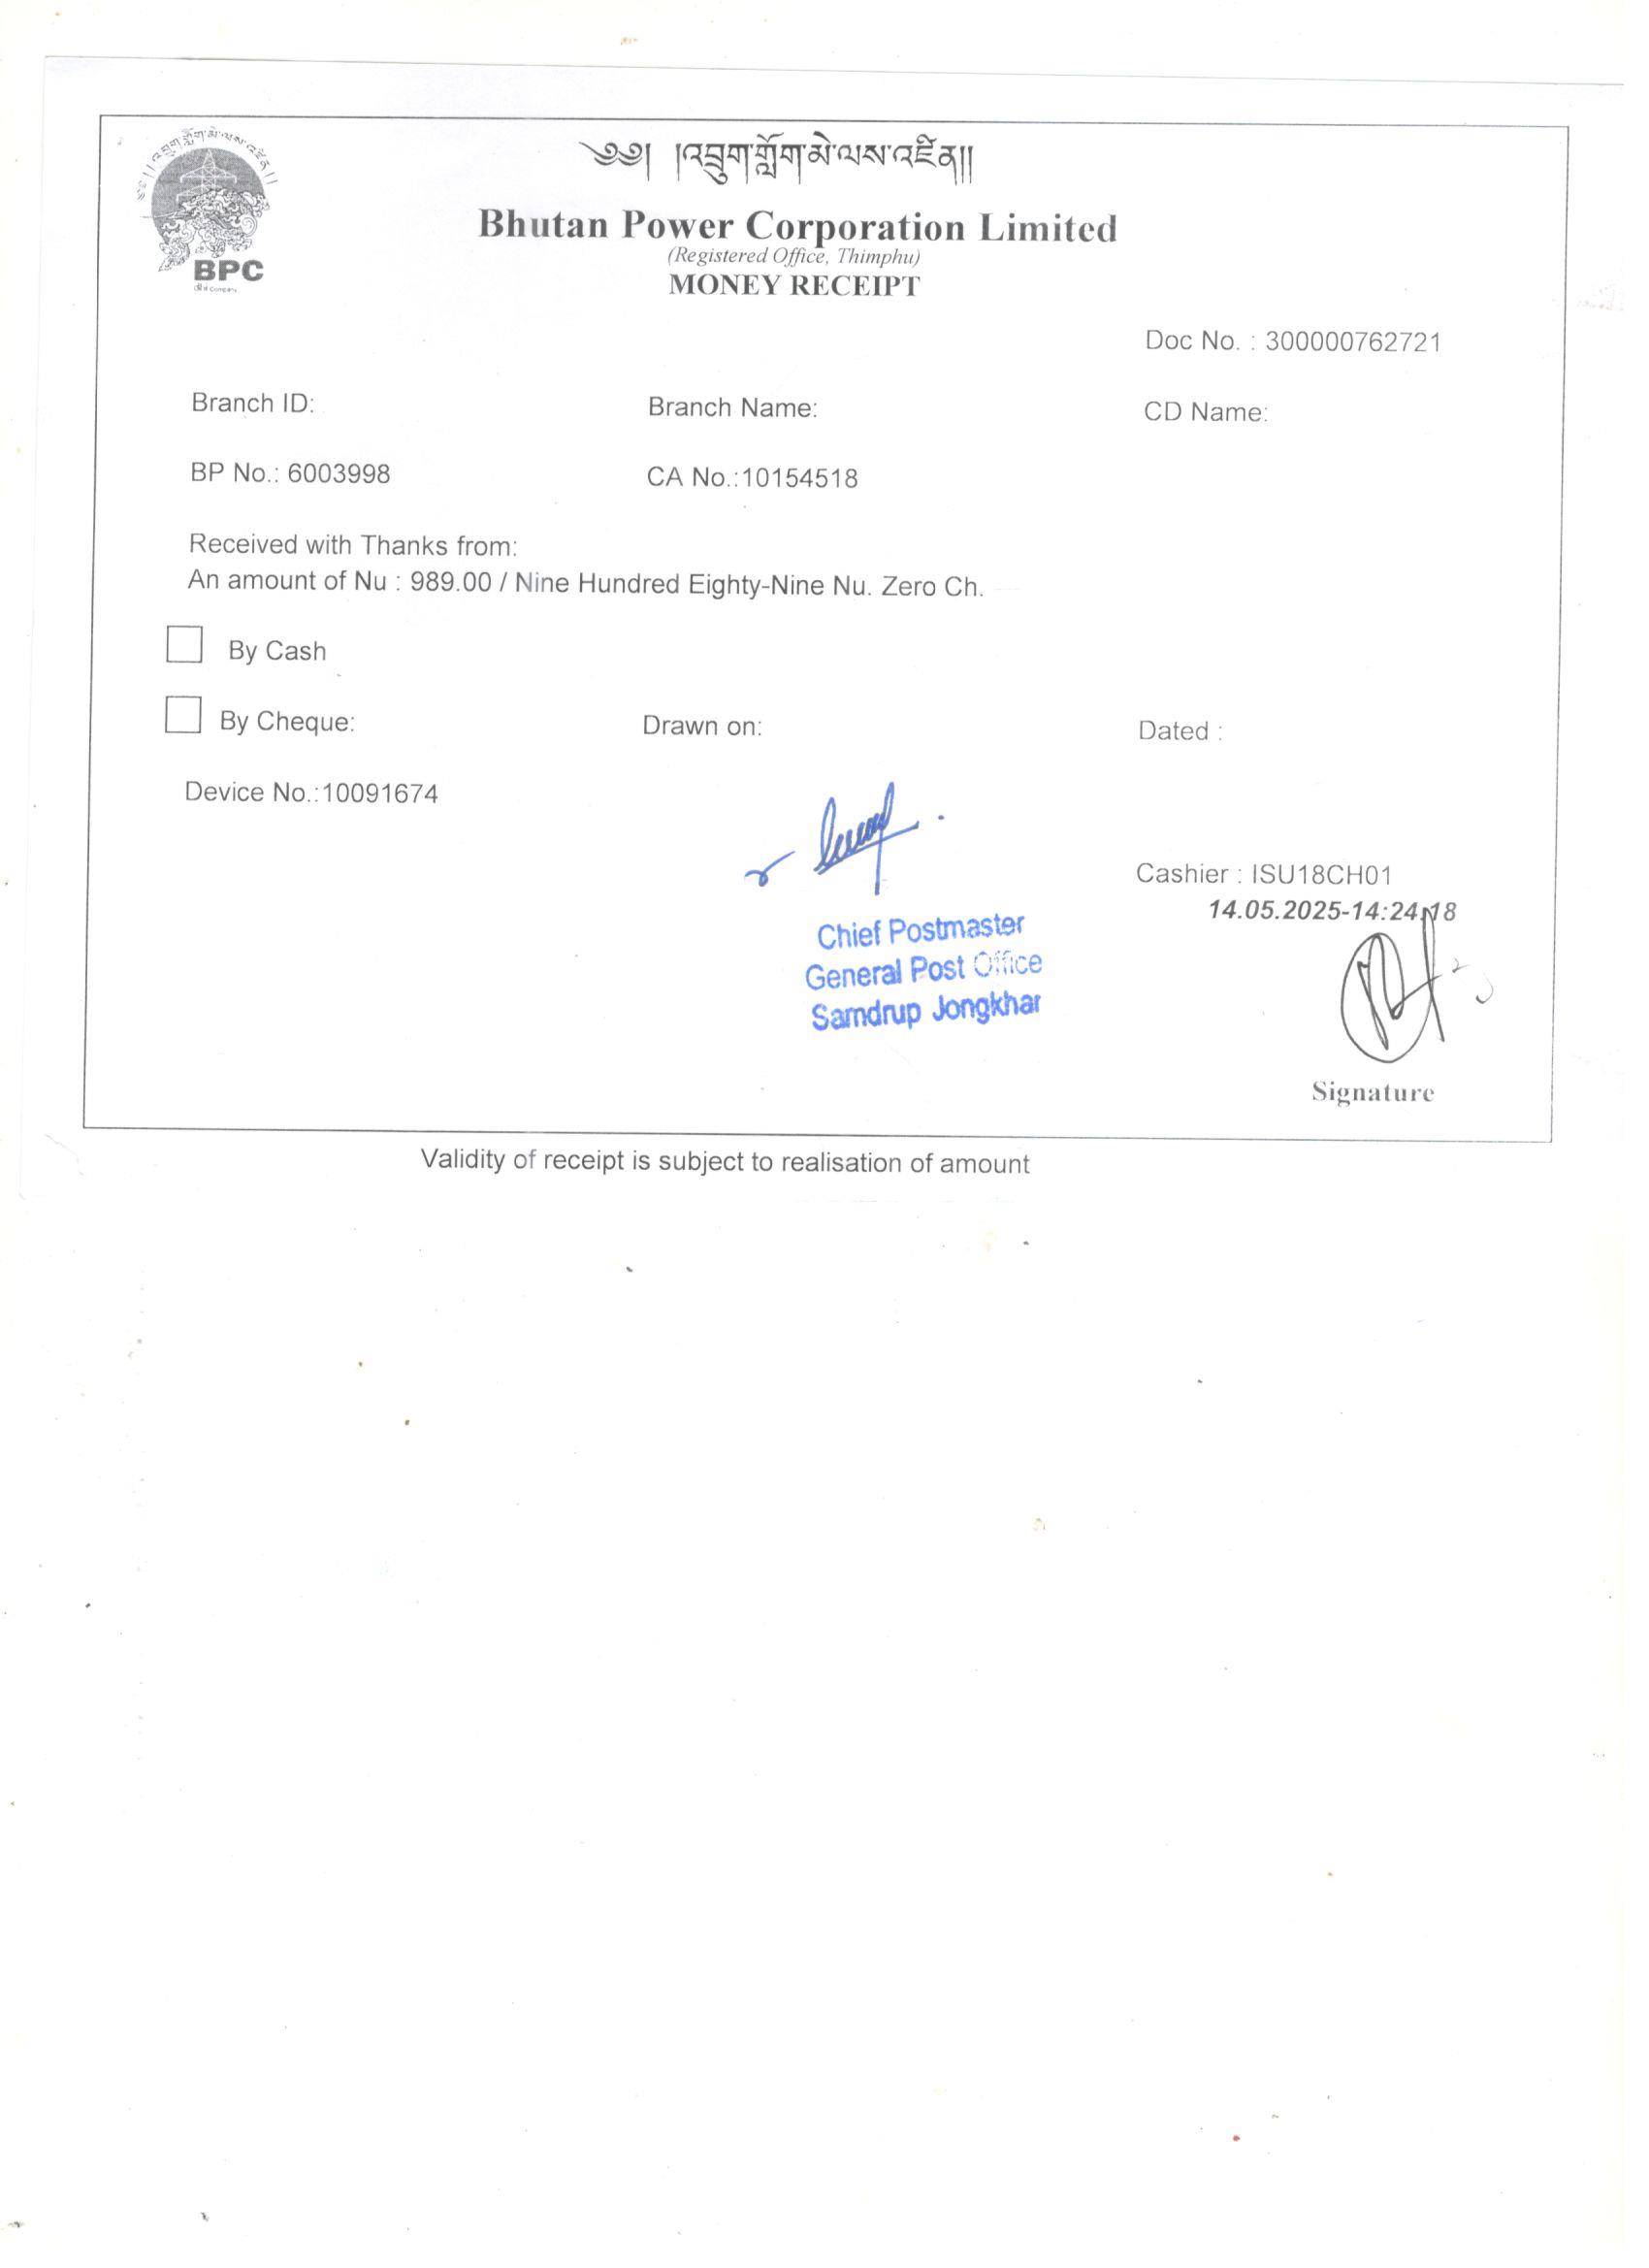 ༄༅། །འབྲུག་གློག་མེ་ལས་འཛིན།།
BPC
Bhutan Power Corporation Limited
(Registered Office, Thimphu)
MONEY RECEIPT
Doc No. : 300000762721
Branch ID: Branch Name: CD Name:
BP No.: 6003998 CA No.:10154518
Received with Thanks from:
An amount of Nu : 989.00 / Nine Hundred Eighty-Nine Nu. Zero Ch.
By Cash
By Cheque: Drawn on: Dated :
Device No.:10091674
Cashier : ISU18CH01
14.05.2025-14:24:18
Chief Postmaster
General Post Office
Samdrup Jongkhar
Signature
Validity of receipt is subject to realisation of amount